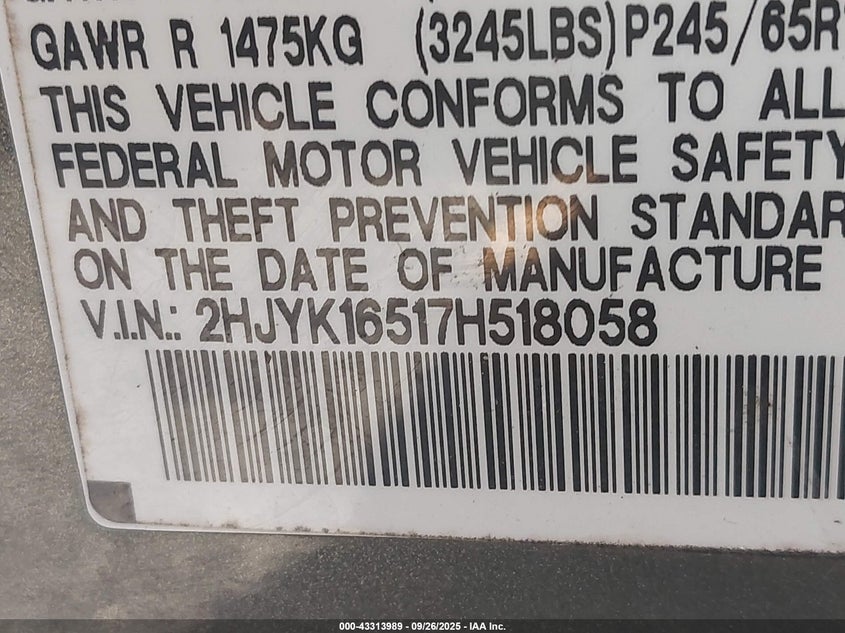 GAWR R 1475KG (3245LBS) P245/65R
THIS VEHICLE CONFORMS TO ALL
FEDERAL MOTOR VEHICLE SAFETY
AND THEFT PREVENTION STANDAR
ON THE DATE OF MANUFACTURE
V.I.N.: 2HJYK16517H518058
000-43313989 - 09/26/2025 - IAA Inc.